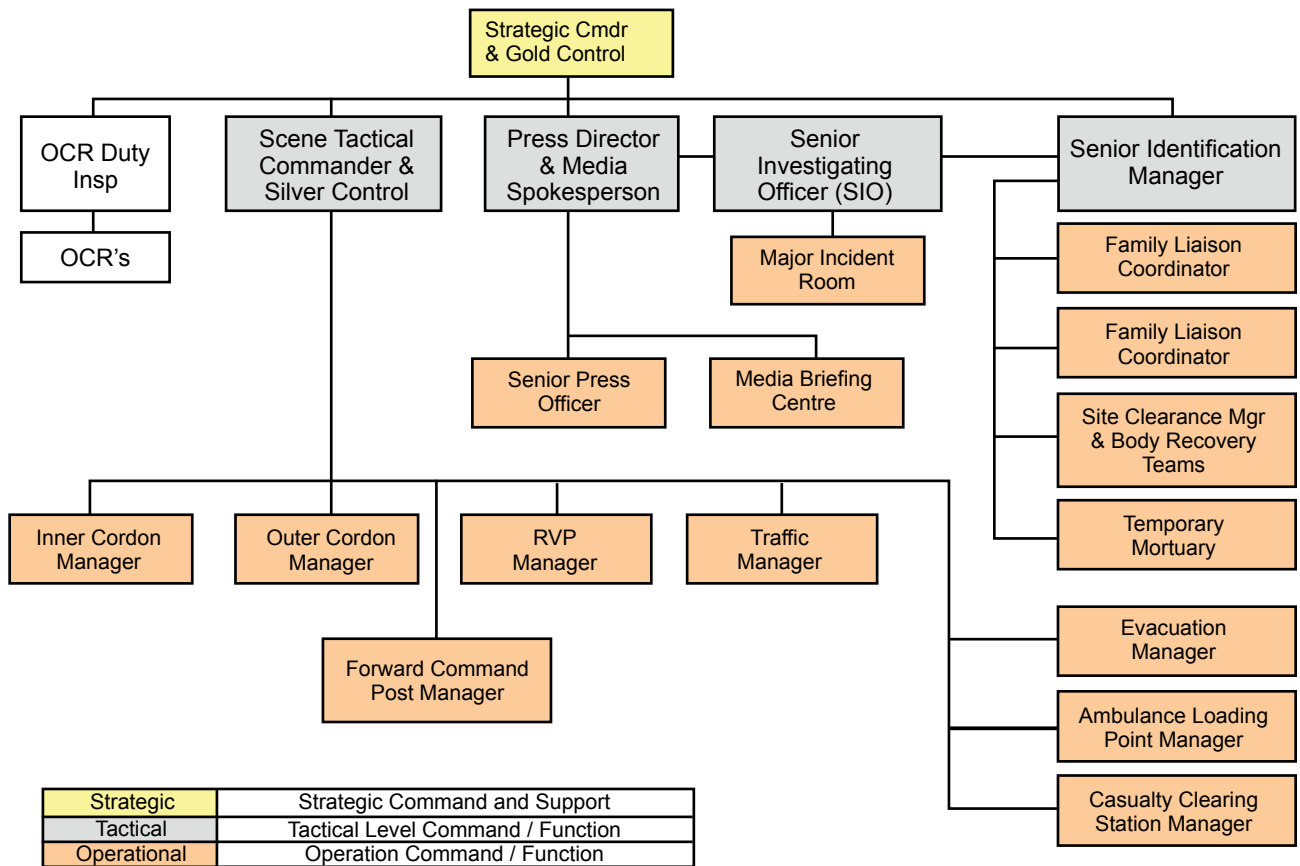 Strategic Cmdr
& Gold Control
OCR Duty
Insp
OCR's
Scene Tactical
Commander &
Silver Control
Press Director
& Media
Spokesperson
Senior
Investigating
Officer (SIO)
Senior Identification
Manager
Major Incident
Room
Family Liaison
Coordinator
Family Liaison
Coordinator
Senior Press
Officer
Media Briefing
Centre
Site Clearance Mgr
& Body Recovery
Teams
Temporary
Mortuary
Inner Cordon
Manager
Outer Cordon
Manager
RVP
Manager
Traffic
Manager
Forward Command
Post Manager
Evacuation
Manager
Ambulance Loading
Point Manager
Casualty Clearing
Station Manager
Strategic Strategic Command and Support
Tactical Tactical Level Command / Function
Operational Operation Command / Function